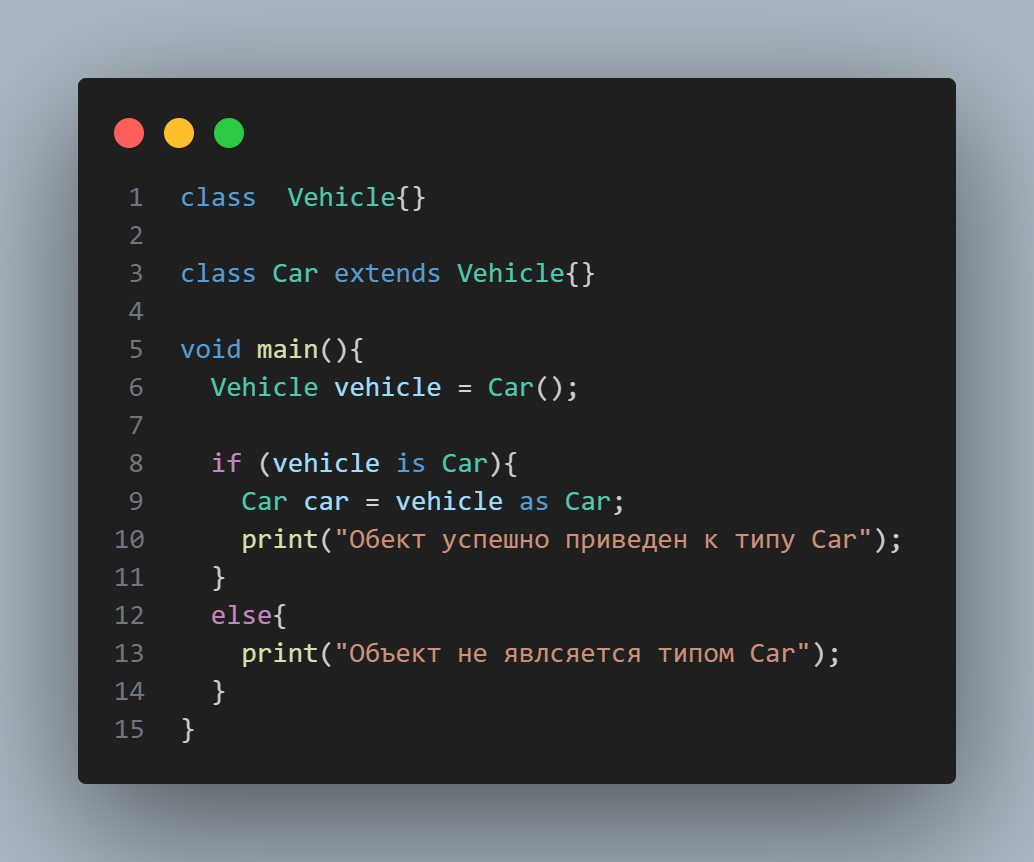 1 class  Vehicle{}
2
3 class Car extends Vehicle{}
4
5 void main(){
6   Vehicle vehicle = Car();
7
8   if (vehicle is Car){
9     Car car = vehicle as Car;
10     print("Обект успешно приведен к типу Car");
11   }
12   else{
13     print("Объект не явлсяется типом Car");
14   }
15 }